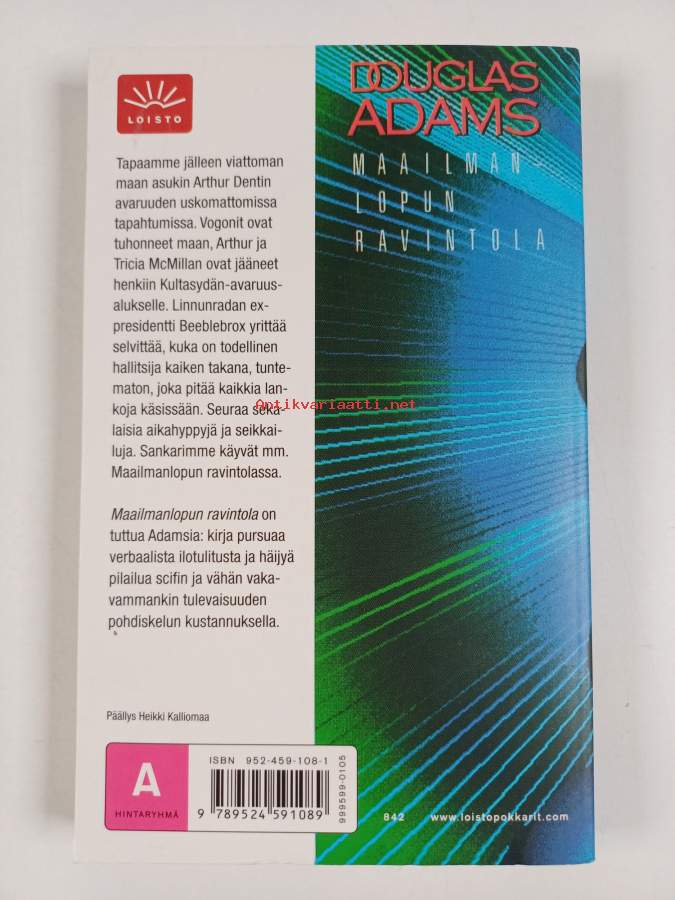 LOISTO
Tapaamme jälleen viattoman
maan asukin Arthur Dentin
avaruuden uskomattomissa
tapahtumissa. Vogonit ovat
tuhonneet maan, Arthur ja
Tricia McMillan ovat jääneet
henkiin Kultasydän-avaruus-
alukselle. Linnunradan ex-
presidentti Beeblebrox yrittää
selvittää, kuka on todellinen
hallitsija kaiken takana, tunte-
maton, joka pitää kaikkia lan-
koja käsissään. Seuraa seka-
laisia aikahyppyjä ja seikkai-
luja. Sankarimme käyvät mm.
Maailmanlopun ravintolassa.
Maailmanlopun ravintola on
tuttua Adamsia: kirja pursuaa
verbaalista ilotulitusta ja häijyä
pilailua scifin ja vähän vaka-
vammankin tulevaisuuden
pohdiskelun kustannuksella.
Päällys Heikki Kalliomaa
A
HINTARYHMÄ
ISBN 952-459-108-1
9 789524 591089
999599-0105
DOUGLAS
ADAMS
MAAILMAN-
LOPUN
RAVINTOLA
Antikvariaatti.net
842 www.loistopokkarit.com